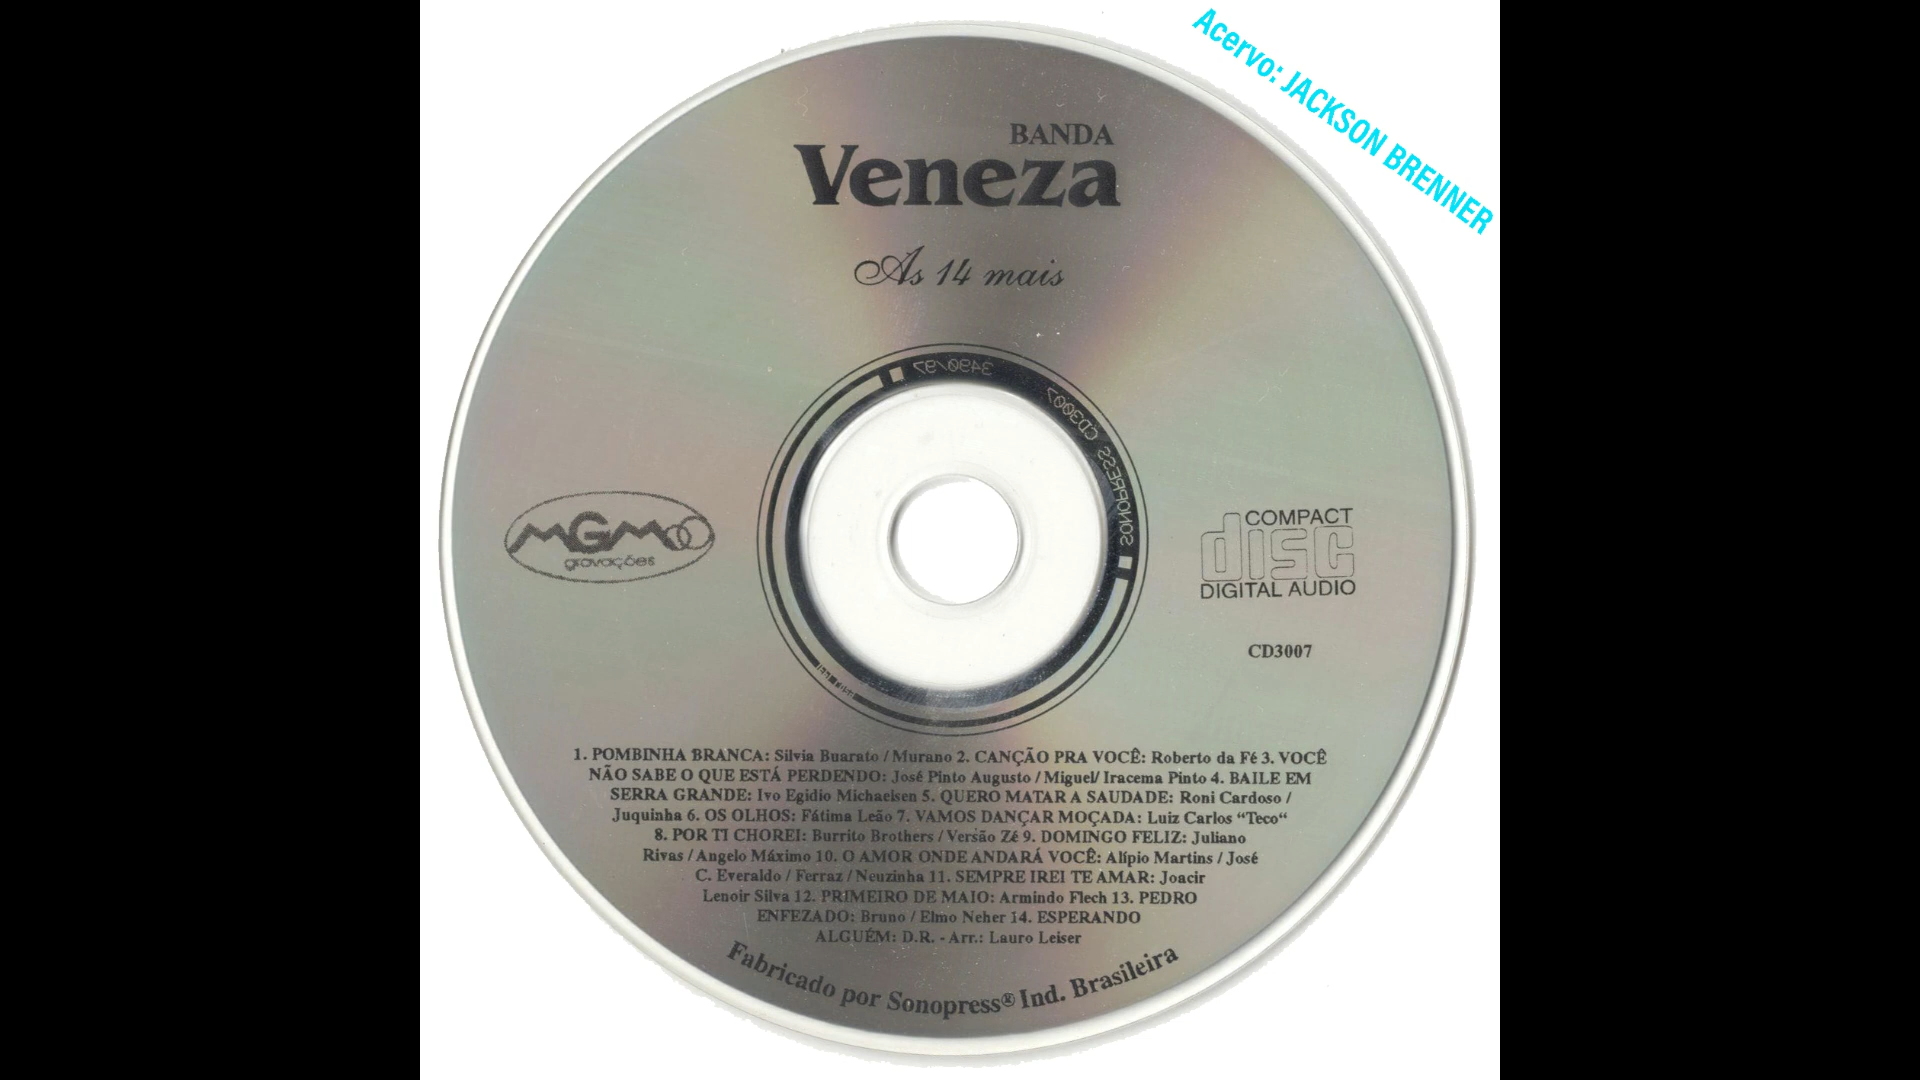 Acervo: JACKSON BRENNER
BANDA
Veneza
As 14 mais
3490/97
CD3007
SONOPRESS
MGM
gravações
COMPACT
disc
DIGITAL AUDIO
CD3007
1. POMBINHA BRANCA: Silvia Buarato / Murano 2. CANÇÃO PRA VOCÊ: Roberto da Fé 3. VOCÊ
NÃO SABE O QUE ESTÁ PERDENDO: José Pinto Augusto / Miguel/ Iracema Pinto 4. BAILE EM
SERRA GRANDE: Ivo Egidio Michaelsen 5. QUERO MATAR A SAUDADE: Roni Cardoso /
Juquinha 6. OS OLHOS: Fátima Leão 7. VAMOS DANÇAR MOÇADA: Luiz Carlos “Teco“
8. POR TI CHOREI: Burrito Brothers / Versão Zé 9. DOMINGO FELIZ: Juliano
Rivas / Angelo Máximo 10. O AMOR ONDE ANDARÁ VOCÊ: Alípio Martins / José
C. Everaldo / Ferraz / Neuzinha 11. SEMPRE IREI TE AMAR: Joacir
Lenoir Silva 12. PRIMEIRO DE MAIO: Armindo Flech 13. PEDRO
ENFEZADO: Bruno / Elmo Neher 14. ESPERANDO
ALGUÉM: D.R. - Arr.: Lauro Leiser
Fabricado por Sonopress® Ind. Brasileira